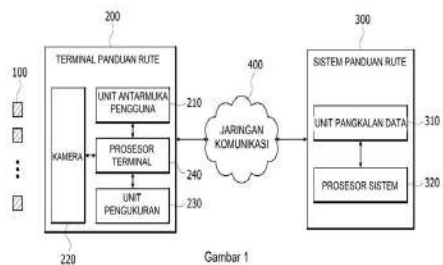 200
300
TERMINAL PANDUAN RUTE
SISTEM PANDUAN RUTE
100
400
UNIT ANTARMUKA
PENGGUNA
210
UNIT PANGKALAN DATA
310
JARINGAN
KOMUNIKASI
KAMERA
PROSESOR
TERMINAL
240
PROSESOR SISTEM
320
UNIT
PENGUKURAN
230
220
Gambar 1